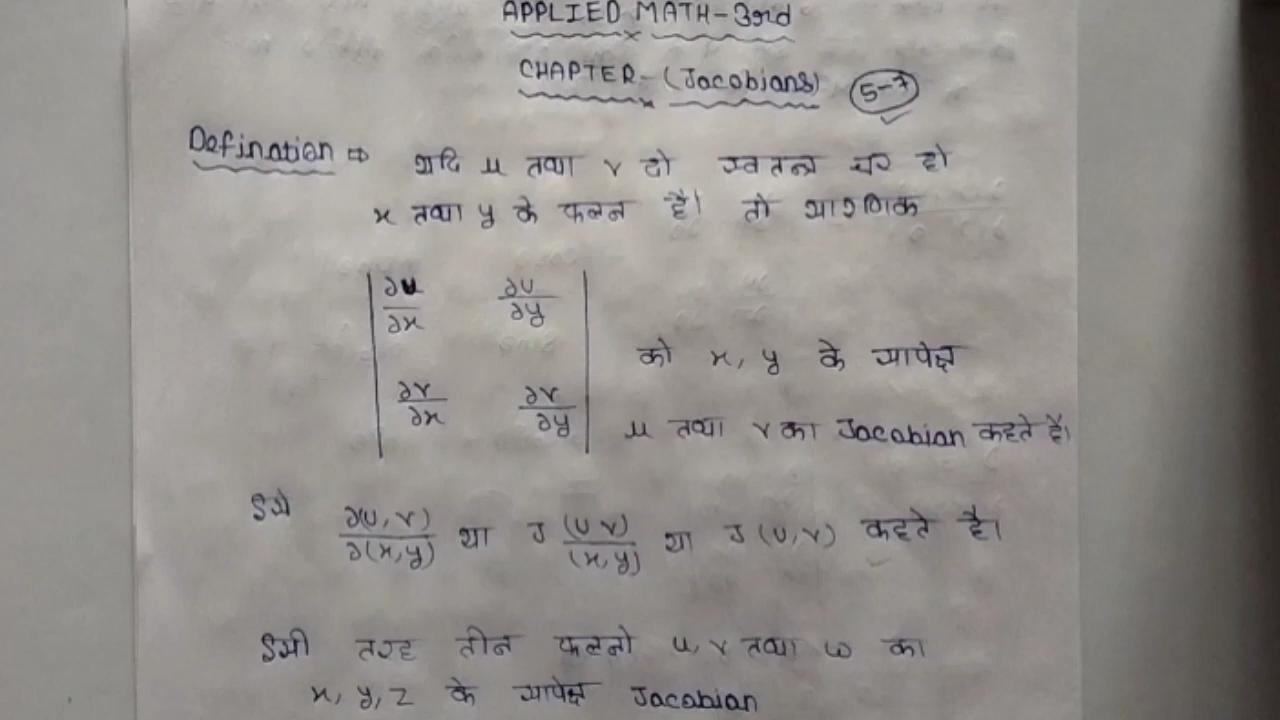 APPLIED MATH-3rd
CHAPTER-(Jacobians) 5-7
Defination ⇒ यदि u तथा v दो स्वतन्त्र चर हो
x तथा y के फलन है। तो सारणिक
| ∂u/∂x ∂u/∂y |
को x, y के सापेक्ष
| ∂v/∂x ∂v/∂y |
u तथा v का Jacobian कहते है।
इसे ∂(u,v)/∂(x,y) या J (u v)/(x,y) या J (u,v) कहते है।
इसी तरह तीन फलनो u, v तथा w का
x, y, z के सापेक्ष Jacobian